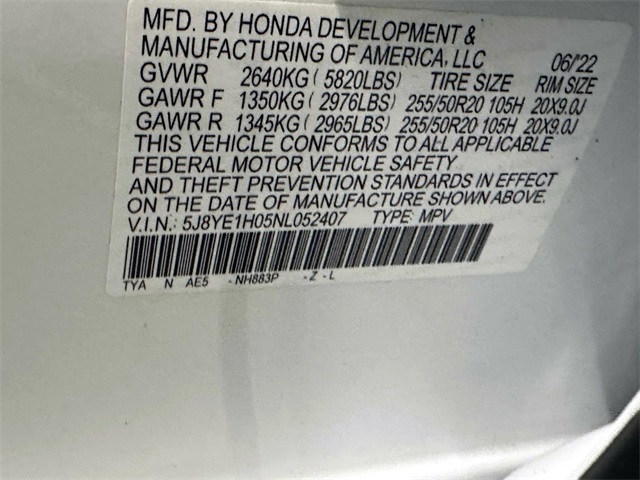 MFD. BY HONDA DEVELOPMENT &
MANUFACTURING OF AMERICA, LLC 06/'22
GVWR 2640KG ( 5820LBS) TIRE SIZE RIM SIZE
GAWR F 1350KG ( 2976LBS) 255/50R20 105H 20X9.0J
GAWR R 1345KG ( 2965LBS) 255/50R20 105H 20X9.0J
THIS VEHICLE CONFORMS TO ALL APPLICABLE
FEDERAL MOTOR VEHICLE SAFETY
AND THEFT PREVENTION STANDARDS IN EFFECT
ON THE DATE OF MANUFACTURE SHOWN ABOVE.
V.I.N.: 5J8YE1H05NL052407 TYPE: MPV
TYA N AE5 - NH883P - Z - L